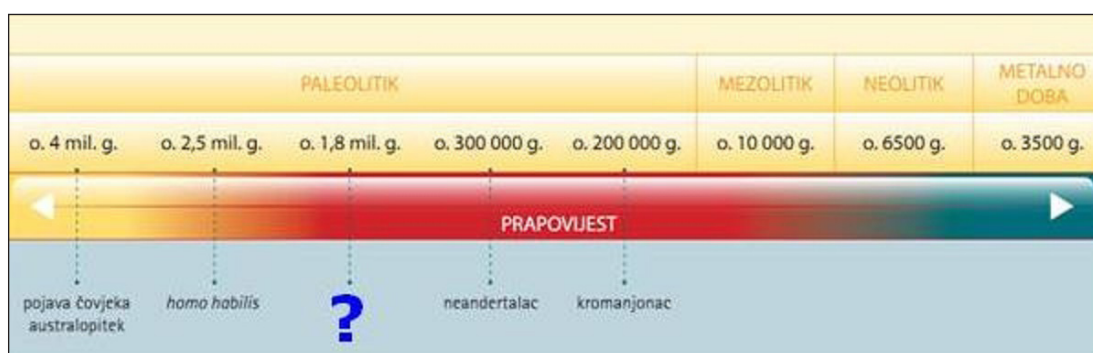 PALEOLITIK
MEZOLITIK
NEOLITIK
METALNO
DOBA
o. 4 mil. g.
o. 2,5 mil. g.
o. 1,8 mil. g.
o. 300 000 g.
o. 200 000 g.
o. 10 000 g.
o. 6500 g.
o. 3500 g.
PRAPOVIJEST
pojava čovjeka
australopitek
homo habilis
?
neandertalac
kromanjonac